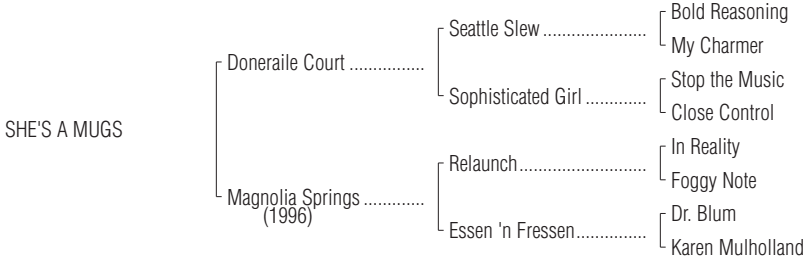 Bold Reasoning
Seattle Slew ......................
My Charmer
Doneraile Court ................
Stop the Music
Sophisticated Girl .............
Close Control
SHE'S A MUGS
In Reality
Relaunch...........................
Foggy Note
Magnolia Springs .............
(1996)
Dr. Blum
Essen 'n Fressen...............
Karen Mulholland